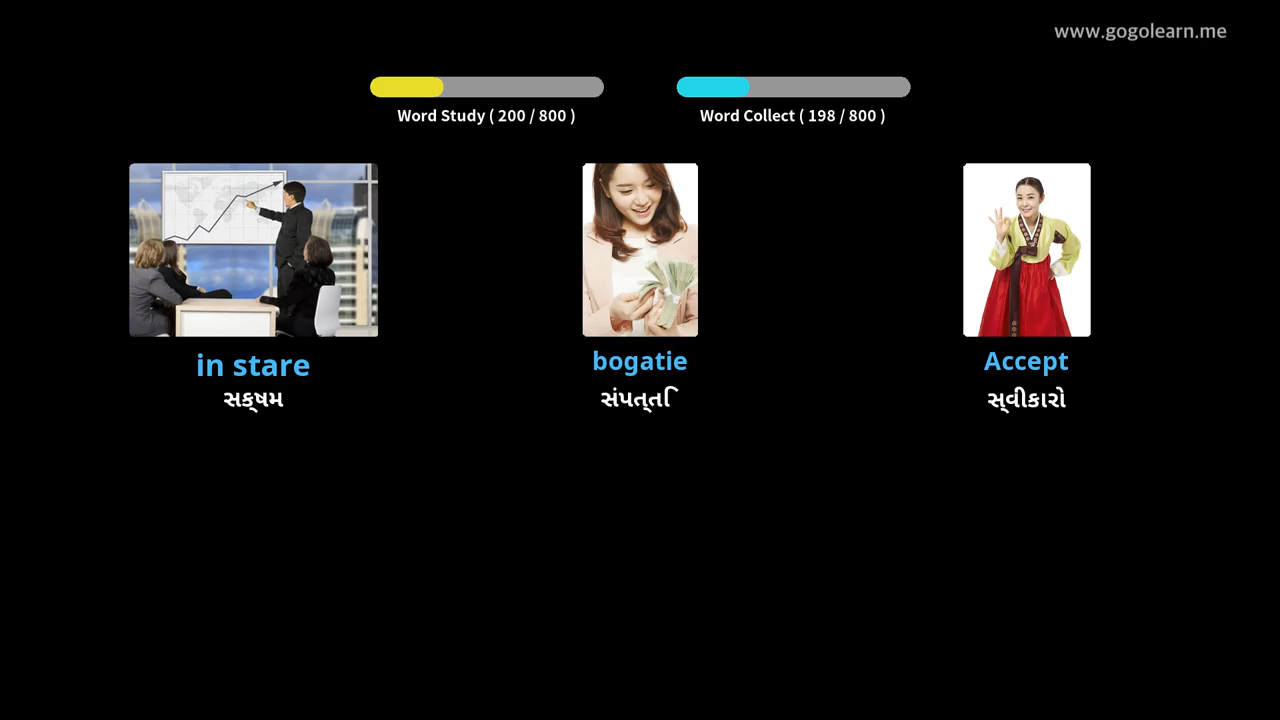 www.gogolearn.me
Word Study ( 200 / 800 )
Word Collect ( 198 / 800 )
in stare
bogatie
Accept
સક્ષમ
સંપત્તિ
સ્વીકારો